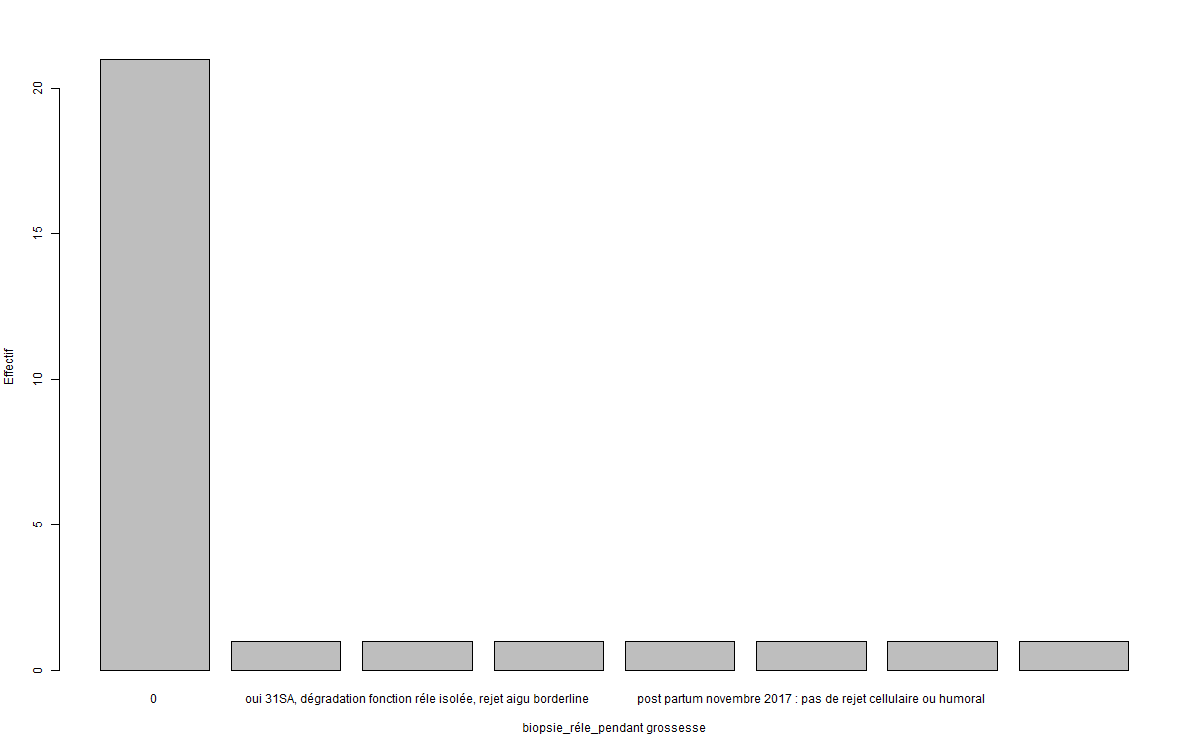 20
15
10
5
0
Effectif
0
oui 31SA, dégradation fonction réle isolée, rejet aigu borderline
post partum novembre 2017 : pas de rejet cellulaire ou humoral
biopsie_réle_pendant grossesse